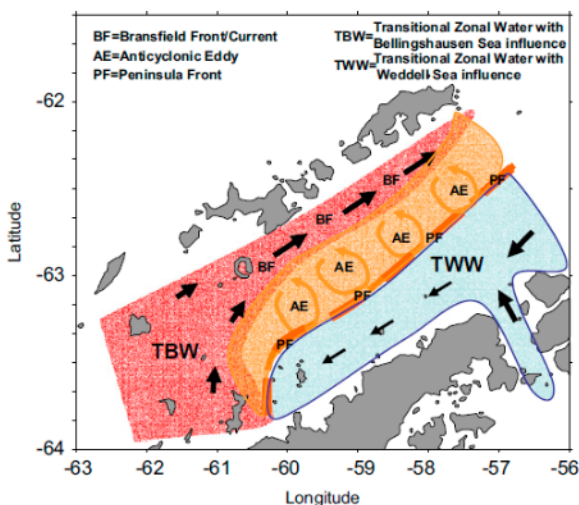 BF=Bransfield Front/Current
AE=Anticyclonic Eddy
PF=Peninsula Front
TBW=Transitional Zonal Water with
Bellingshausen Sea influence
TWW=Transitional Zonal Water with
Weddell Sea influence
-62
-63
-64
Latitude
BF
BF
BF
BF
PF
AE
AE
PF
AE
TWW
AE
PF
TBW
PF
-63
-62
-61
-60
-59
-58
-57
-56
Longitude